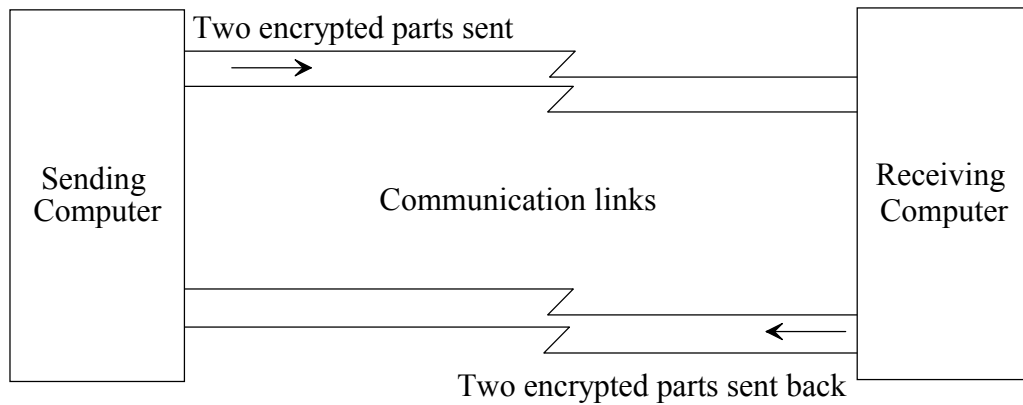 Two encrypted parts sent
Sending
Computer
Communication links
Receiving
Computer
Two encrypted parts sent back